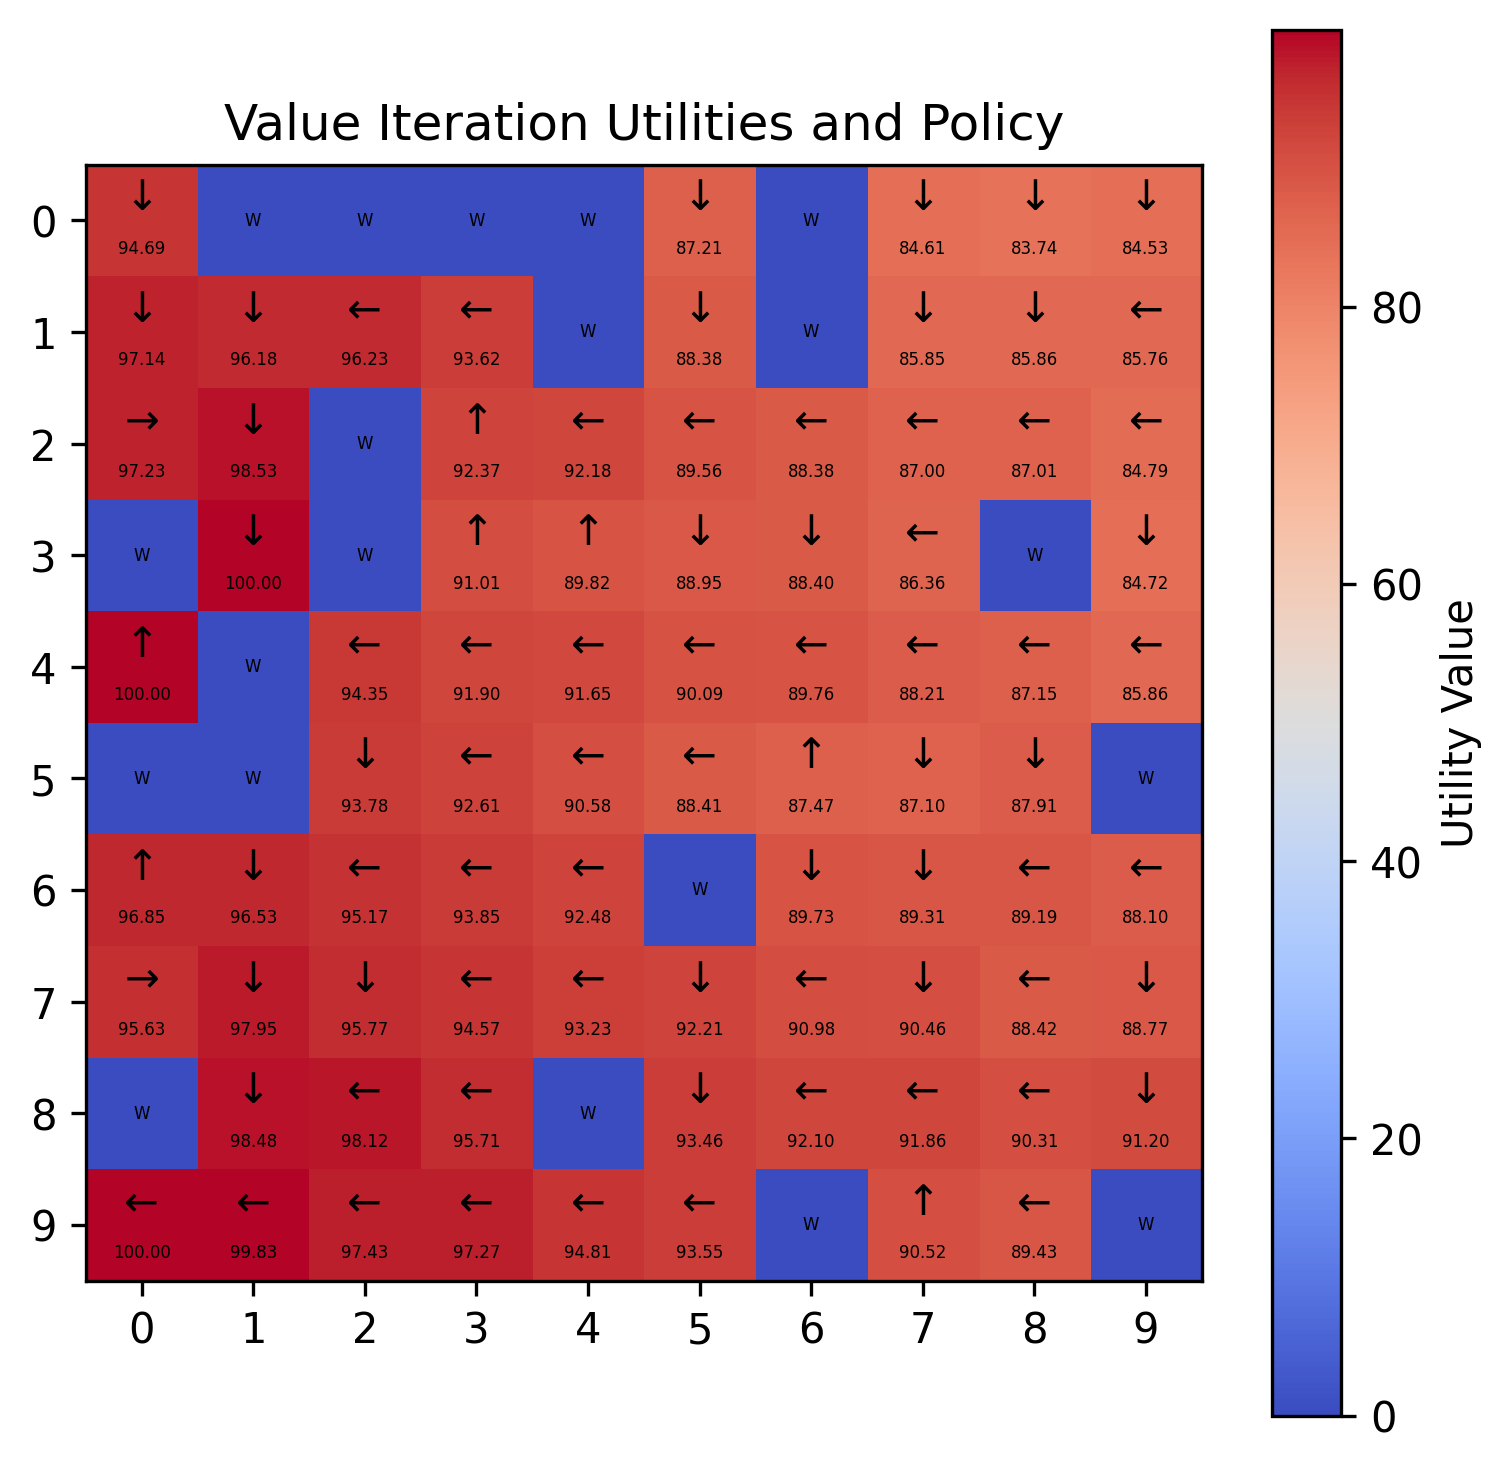 Value Iteration Utilities and Policy
0 ↓ W W W W ↓ W ↓ ↓ ↓
94.69 87.21 84.61 83.74 84.53
1 ↓ ↓ ← ← W ↓ W ↓ ↓ ←
97.14 96.18 96.23 93.62 88.38 85.85 85.86 85.76
2 → ↓ W ↑ ← ← ← ← ← ←
97.23 98.53 92.37 92.18 89.56 88.38 87.00 87.01 84.79
3 W ↓ W ↑ ↑ ↓ ↓ ← W ↓
100.00 91.01 89.82 88.95 88.40 86.36 84.72
4 ↑ W ← ← ← ← ← ← ← ←
100.00 94.35 91.90 91.65 90.09 89.76 88.21 87.15 85.86
5 W W ↓ ← ← ← ↑ ↓ ↓ W
93.78 92.61 90.58 88.41 87.47 87.10 87.91
6 ↑ ↓ ← ← ← W ↓ ↓ ← ←
96.85 96.53 95.17 93.85 92.48 89.73 89.31 89.19 88.10
7 → ↓ ↓ ← ← ↓ ← ↓ ← ↓
95.63 97.95 95.77 94.57 93.23 92.21 90.98 90.46 88.42 88.77
8 W ↓ ← ← W ↓ ← ← ← ↓
98.48 98.12 95.71 93.46 92.10 91.86 90.31 91.20
9 ← ← ← ← ← ← W ↑ ← W
100.00 99.83 97.43 97.27 94.81 93.55 90.52 89.43
0 1 2 3 4 5 6 7 8 9
80
60
40
20
0
Utility Value